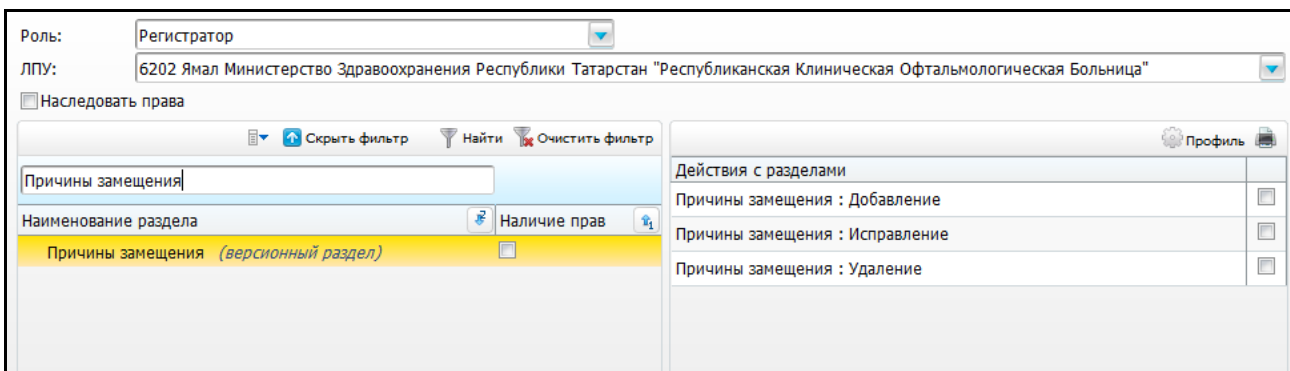 Роль: Регистратор
ЛПУ: 6202 Ямал Министерство Здравоохранения Республики Татарстан "Республиканская Клиническая Офтальмологическая Больница"
Наследовать права
Скрыть фильтр Найти Очистить фильтр
Причины замещения
Наименование раздела 2 Наличие прав 1
Причины замещения (версионный раздел)
Профиль
Действия с разделами
Причины замещения : Добавление
Причины замещения : Исправление
Причины замещения : Удаление